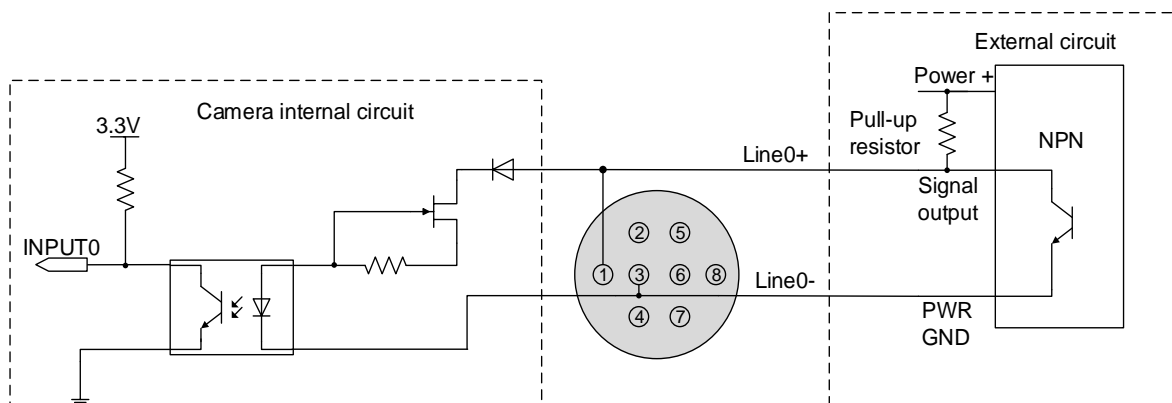 External circuit
Power +
Camera internal circuit
3.3V
Pull-up
resistor
NPN
Line0+
Signal
output
INPUT0
2 5
1 3 6 8
4 7
Line0-
PWR
GND